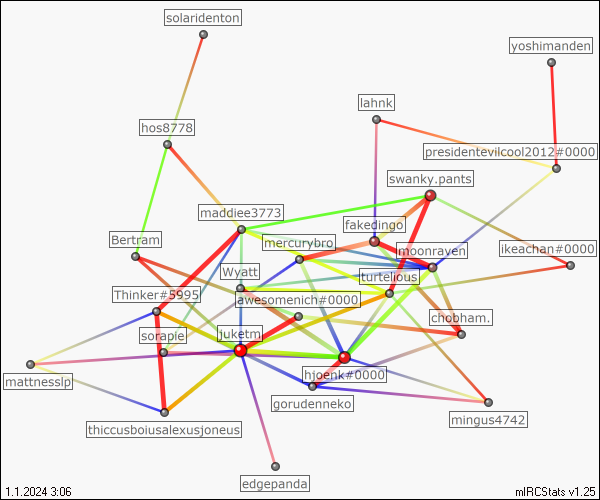 solaridenton
yoshimanden
lahnk
hos8778
presidentevilcool2012#0000
swanky.pants
maddiee3773
fakedingo
Bertram
mercurybro
moonraven
ikeachan#0000
Wyatt
turtelious
Thinker#5995
awesomenich#0000
chobham.
sorapie
juketm
hjoenk#0000
mattnesslp
gorudenneko
mingus4742
thiccusboiusalexusjoneus
edgepanda
1.1.2024 3:06
mIRCStats v1.25